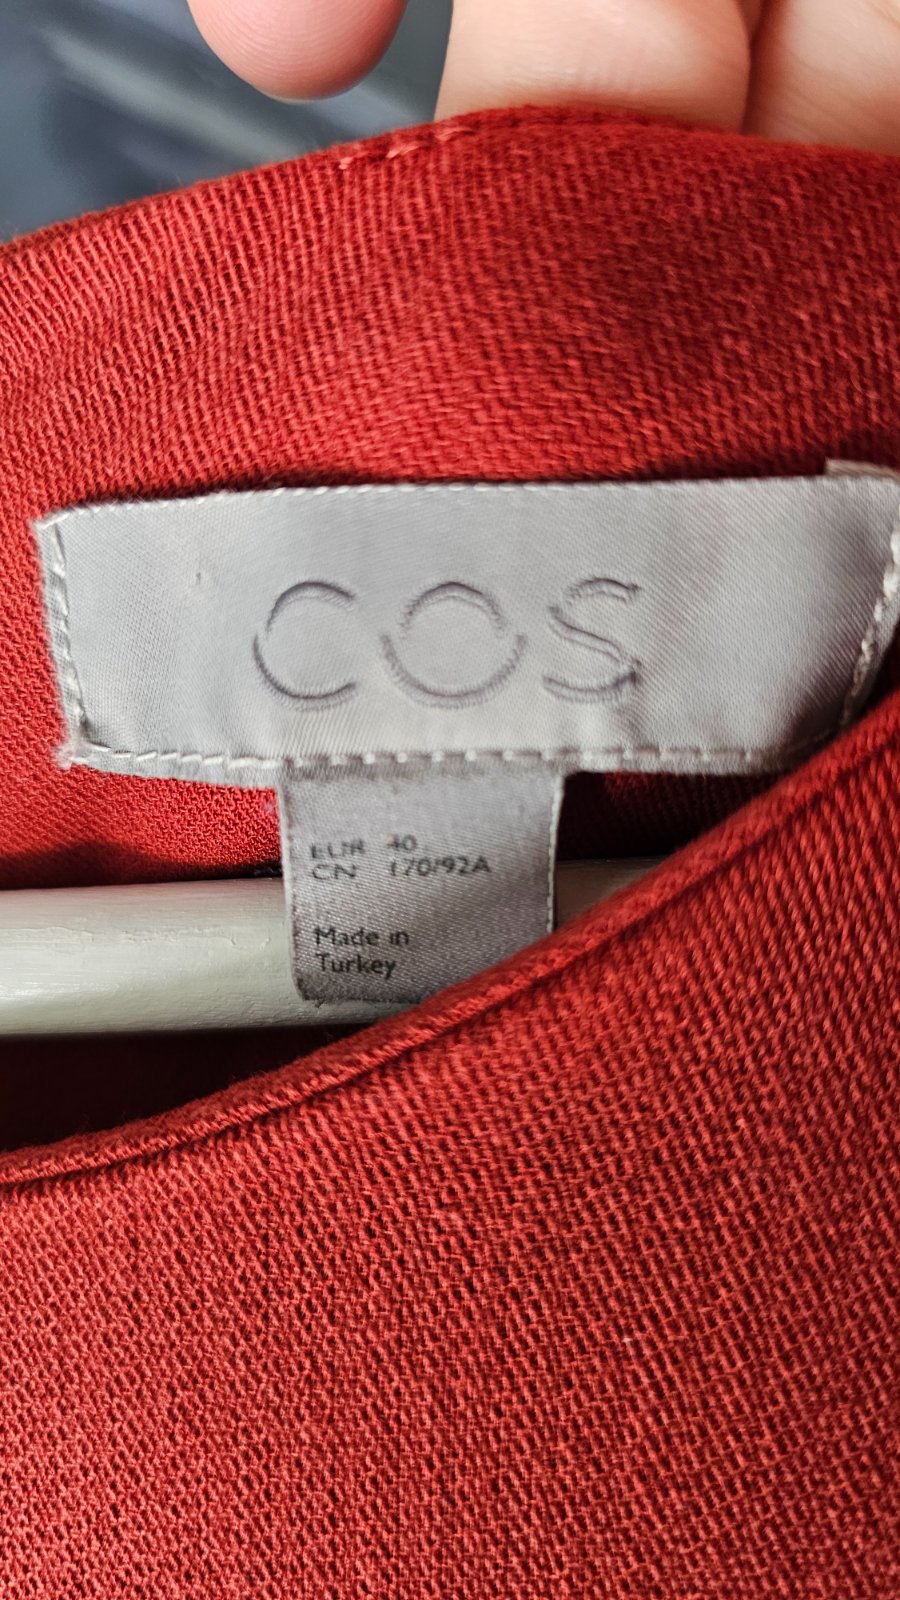 COS
EUR 40
CN 170/92A
Made in
Turkey